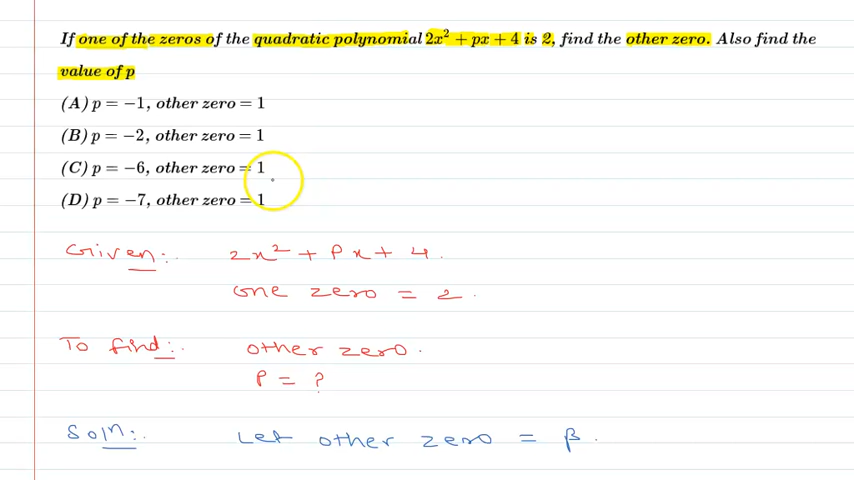 If one of the zeros of the quadratic polynomial 2x² + px + 4 is 2, find the other zero. Also find the
value of p
(A) p = −1, other zero = 1
(B) p = −2, other zero = 1
(C) p = −6, other zero = 1
(D) p = −7, other zero = 1
Given:. 2x² + Px + 4.
one zero = 2.
To find:. other zero.
P = ?
Soln:. Let other zero = β.